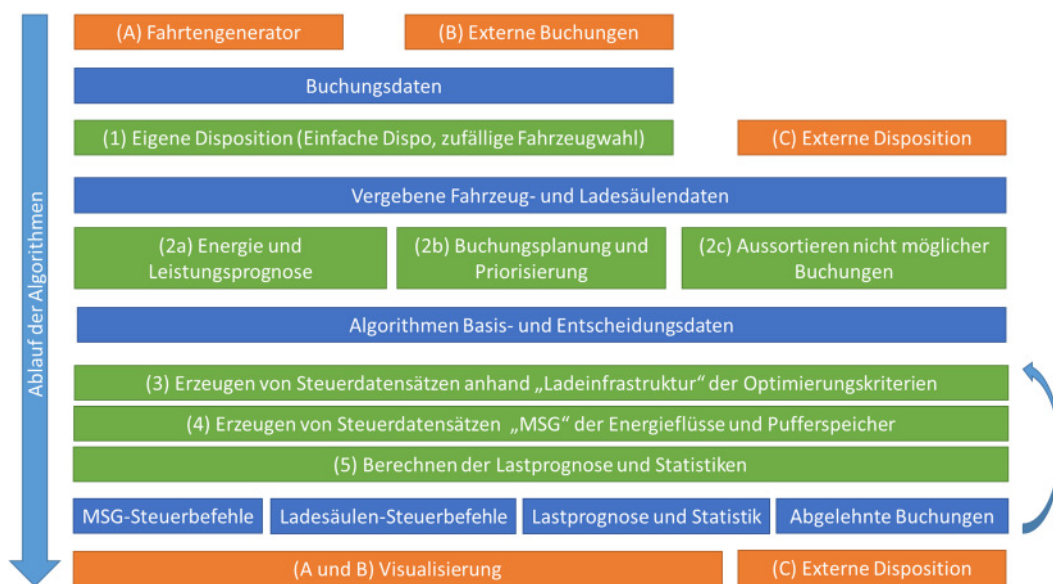 Ablauf der Algorithmen
(A) Fahrtengenerator
(B) Externe Buchungen
Buchungsdaten
(1) Eigene Disposition (Einfache Dispo, zufällige Fahrzeugwahl)
(C) Externe Disposition
Vergebene Fahrzeug- und Ladesäulendaten
(2a) Energie und
Leistungsprognose
(2b) Buchungsplanung und
Priorisierung
(2c) Aussortieren nicht möglicher
Buchungen
Algorithmen Basis- und Entscheidungsdaten
(3) Erzeugen von Steuerdatensätzen anhand „Ladeinfrastruktur“ der Optimierungskriterien
(4) Erzeugen von Steuerdatensätzen „MSG“ der Energieflüsse und Pufferspeicher
(5) Berechnen der Lastprognose und Statistiken
MSG-Steuerbefehle
Ladesäulen-Steuerbefehle
Lastprognose und Statistik
Abgelehnte Buchungen
(A und B) Visualisierung
(C) Externe Disposition